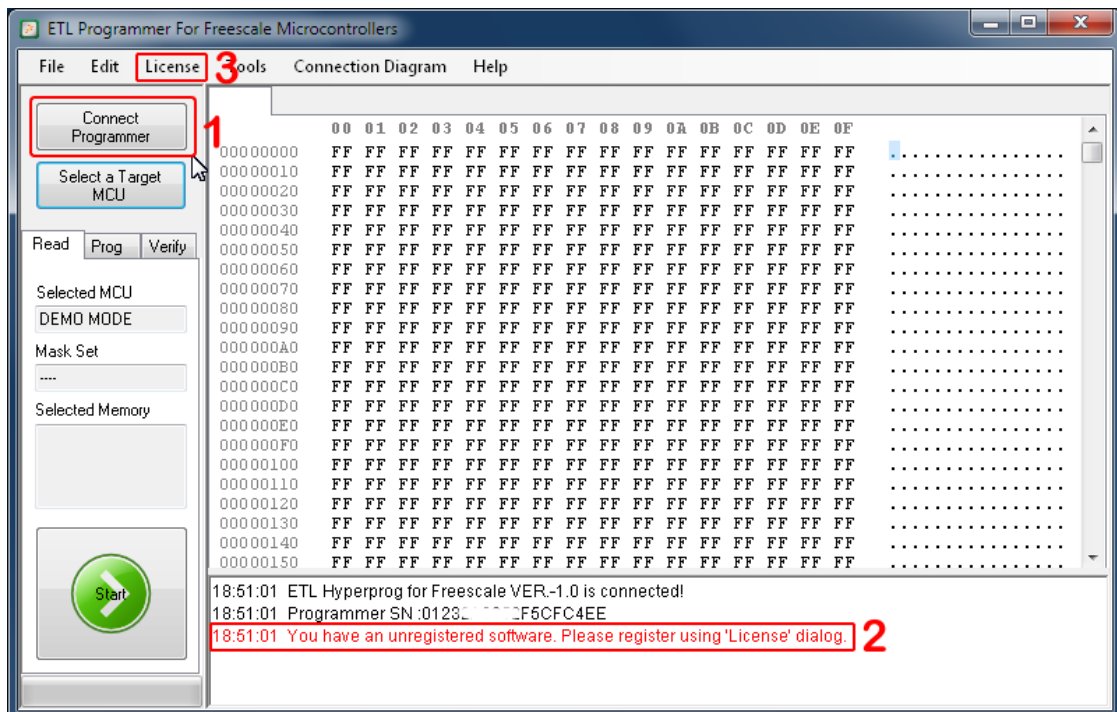 ETL Programmer For Freescale Microcontrollers
File Edit License 3 Tools Connection Diagram Help
Connect
Programmer
1
Select a Target
MCU
Read Prog Verify
Selected MCU
DEMO MODE
Mask Set
----
Selected Memory
Start
00 01 02 03 04 05 06 07 08 09 0A 0B 0C 0D 0E 0F
00000000 FF FF FF FF FF FF FF FF FF FF FF FF FF FF FF FF ................
00000010 FF FF FF FF FF FF FF FF FF FF FF FF FF FF FF FF ................
00000020 FF FF FF FF FF FF FF FF FF FF FF FF FF FF FF FF ................
00000030 FF FF FF FF FF FF FF FF FF FF FF FF FF FF FF FF ................
00000040 FF FF FF FF FF FF FF FF FF FF FF FF FF FF FF FF ................
00000050 FF FF FF FF FF FF FF FF FF FF FF FF FF FF FF FF ................
00000060 FF FF FF FF FF FF FF FF FF FF FF FF FF FF FF FF ................
00000070 FF FF FF FF FF FF FF FF FF FF FF FF FF FF FF FF ................
00000080 FF FF FF FF FF FF FF FF FF FF FF FF FF FF FF FF ................
00000090 FF FF FF FF FF FF FF FF FF FF FF FF FF FF FF FF ................
000000A0 FF FF FF FF FF FF FF FF FF FF FF FF FF FF FF FF ................
000000B0 FF FF FF FF FF FF FF FF FF FF FF FF FF FF FF FF ................
000000C0 FF FF FF FF FF FF FF FF FF FF FF FF FF FF FF FF ................
000000D0 FF FF FF FF FF FF FF FF FF FF FF FF FF FF FF FF ................
000000E0 FF FF FF FF FF FF FF FF FF FF FF FF FF FF FF FF ................
000000F0 FF FF FF FF FF FF FF FF FF FF FF FF FF FF FF FF ................
00000100 FF FF FF FF FF FF FF FF FF FF FF FF FF FF FF FF ................
00000110 FF FF FF FF FF FF FF FF FF FF FF FF FF FF FF FF ................
00000120 FF FF FF FF FF FF FF FF FF FF FF FF FF FF FF FF ................
00000130 FF FF FF FF FF FF FF FF FF FF FF FF FF FF FF FF ................
00000140 FF FF FF FF FF FF FF FF FF FF FF FF FF FF FF FF ................
00000150 FF FF FF FF FF FF FF FF FF FF FF FF FF FF FF FF ................
18:51:01 ETL Hyperprog for Freescale VER.-1.0 is connected!
18:51:01 Programmer SN :
18:51:01 You have an unregistered software. Please register using 'License' dialog. 2